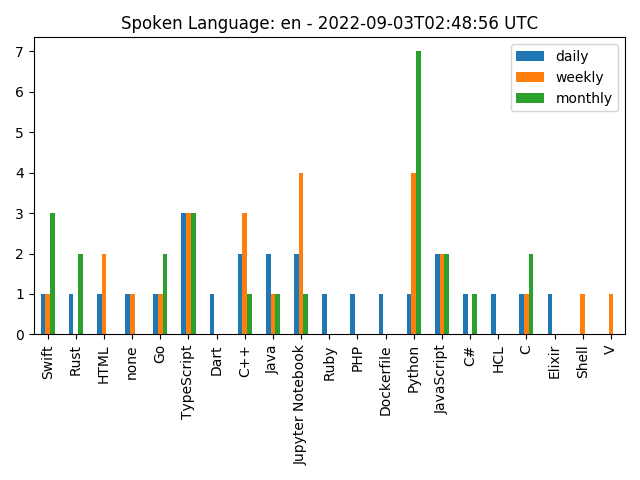 Spoken Language: en - 2022-09-03T02:48:56 UTC
daily
weekly
monthly
7
6
5
4
3
2
1
0
Swift
Rust
HTML
none
Go
TypeScript
Dart
C++
Java
Jupyter Notebook
Ruby
PHP
Dockerfile
Python
JavaScript
C#
HCL
C
Elixir
Shell
V